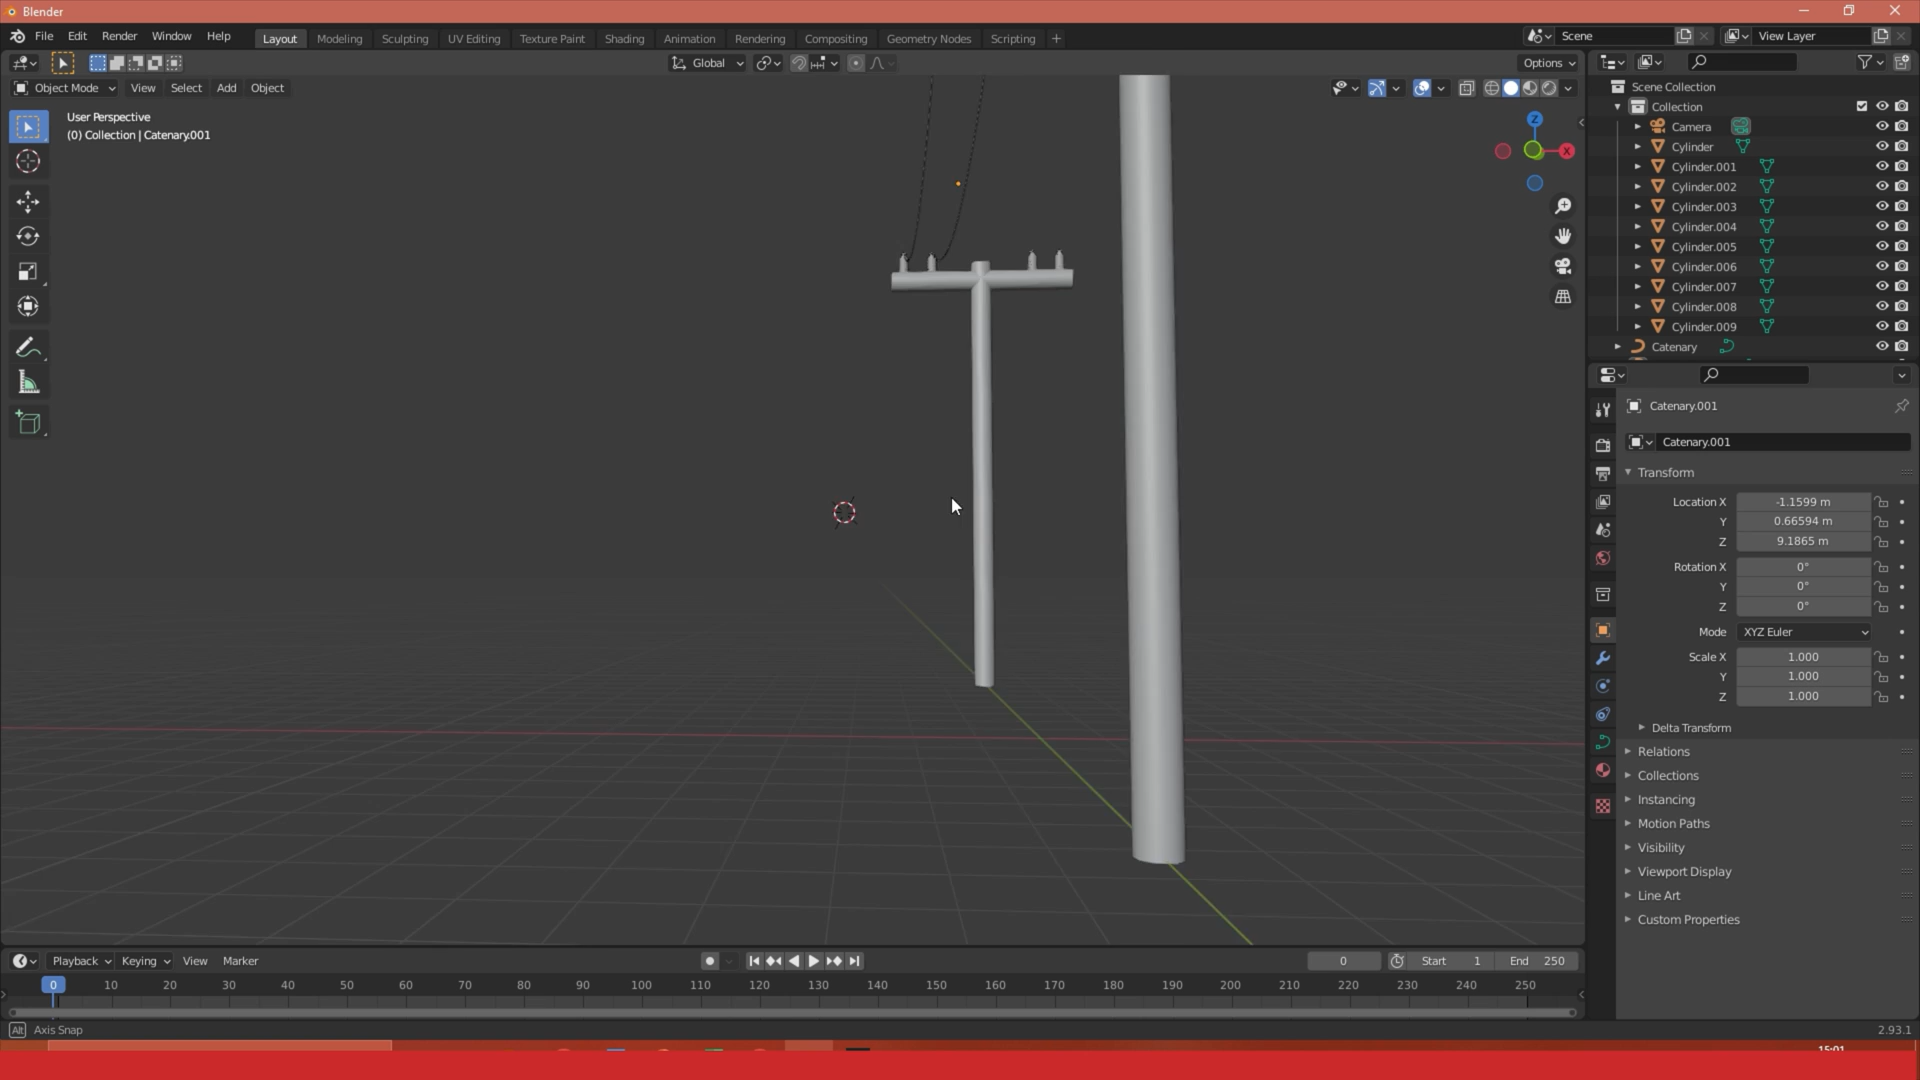 Blender
File Edit Render Window Help Layout Modeling Sculpting UV Editing Texture Paint Shading Animation Rendering Compositing Geometry Nodes Scripting + Scene View Layer
Global Options
Object Mode View Select Add Object
User Perspective
(0) Collection | Catenary.001
Z
X
Scene Collection
Collection
Camera
Cylinder
Cylinder.001
Cylinder.002
Cylinder.003
Cylinder.004
Cylinder.005
Cylinder.006
Cylinder.007
Cylinder.008
Cylinder.009
Catenary
Catenary.001
Catenary.001
Transform
Location X -1.1599 m
Y 0.66594 m
Z 9.1865 m
Rotation X 0°
Y 0°
Z 0°
Mode XYZ Euler
Scale X 1.000
Y 1.000
Z 1.000
Delta Transform
Relations
Collections
Instancing
Motion Paths
Visibility
Viewport Display
Line Art
Custom Properties
Playback Keying View Marker 0 Start 1 End 250
0 10 20 30 40 50 60 70 80 90 100 110 120 130 140 150 160 170 180 190 200 210 220 230 240 250
Alt Axis Snap 2.93.1
15:01